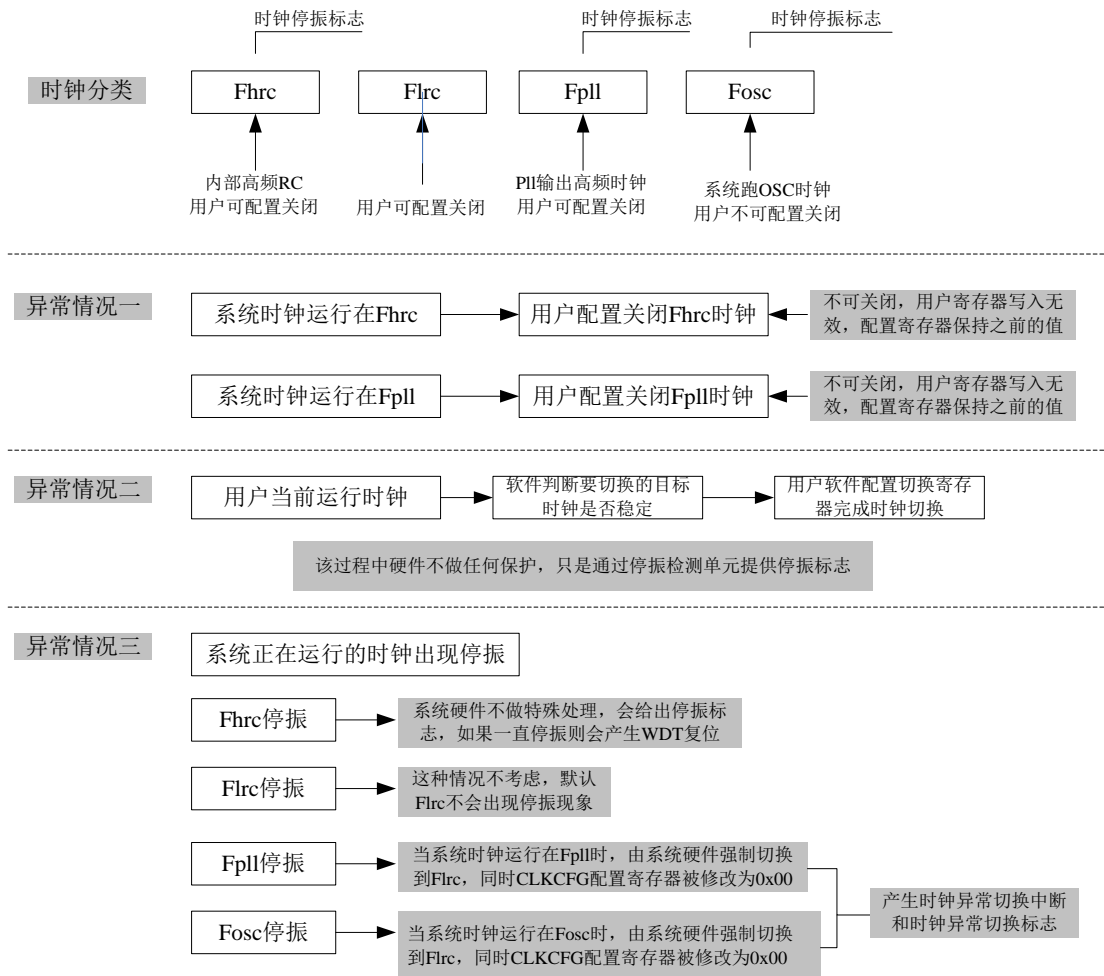 时钟停振标志
时钟停振标志
时钟停振标志
时钟分类
Fhrc
Flrc
Fpll
Fosc
内部高频RC
用户可配置关闭
用户可配置关闭
Pll输出高频时钟
用户可配置关闭
系统跑OSC时钟
用户不可配置关闭
异常情况一
系统时钟运行在Fhrc
用户配置关闭Fhrc时钟
不可关闭，用户寄存器写入无
效，配置寄存器保持之前的值
系统时钟运行在Fpll
用户配置关闭Fpll时钟
不可关闭，用户寄存器写入无
效，配置寄存器保持之前的值
异常情况二
用户当前运行时钟
软件判断要切换的目标
时钟是否稳定
用户软件配置切换寄存
器完成时钟切换
该过程中硬件不做任何保护，只是通过停振检测单元提供停振标志
异常情况三
系统正在运行的时钟出现停振
Fhrc停振
系统硬件不做特殊处理，会给出停振标
志，如果一直停振则会产生WDT复位
Flrc停振
这种情况不考虑，默认
Flrc不会出现停振现象
Fpll停振
当系统时钟运行在Fpll时，由系统硬件强制切换
到Flrc，同时CLKCFG配置寄存器被修改为0x00
产生时钟异常切换中断
和时钟异常切换标志
Fosc停振
当系统时钟运行在Fosc时，由系统硬件强制切换
到Flrc，同时CLKCFG配置寄存器被修改为0x00